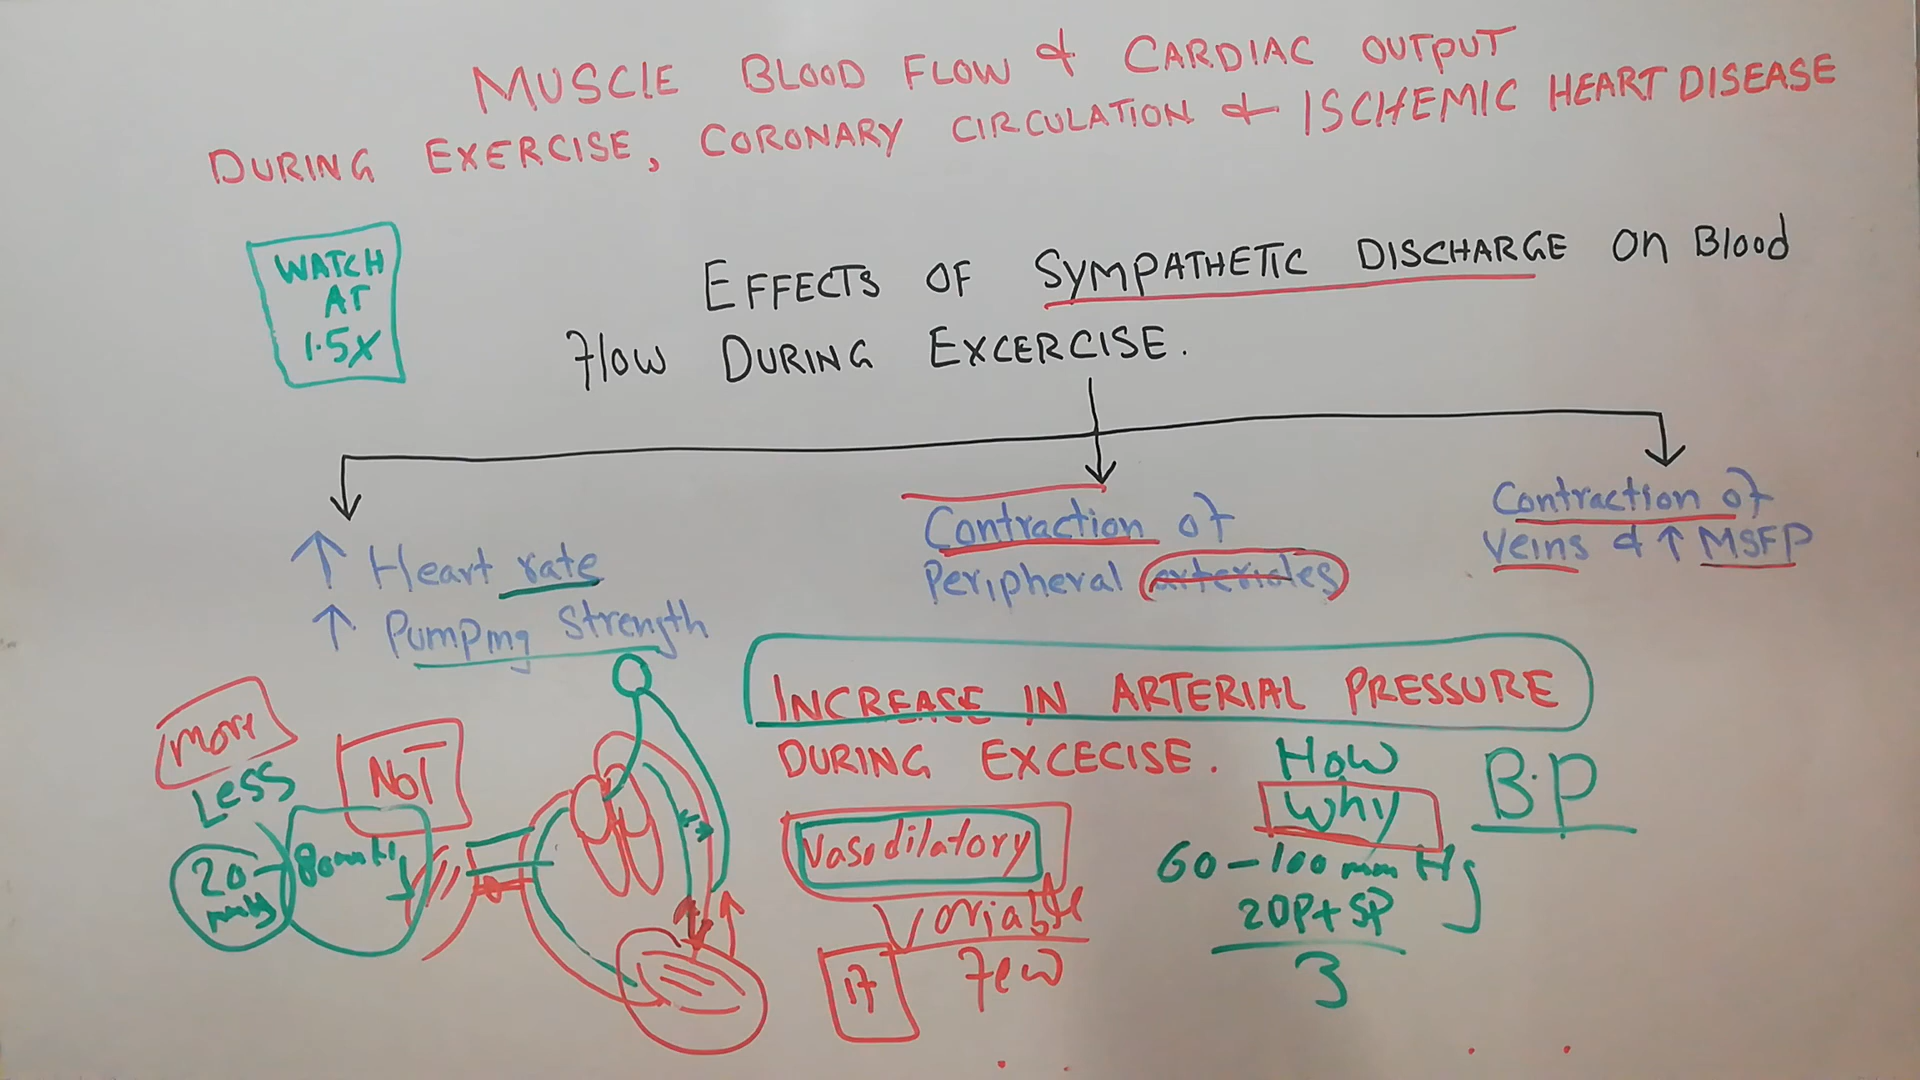 MUSCLE BLOOD FLOW & CARDIAC OUTPUT
DURING EXERCISE, CORONARY CIRCULATION & ISCHEMIC HEART DISEASE
WATCH
AT
1.5X
EFFECTS OF SYMPATHETIC DISCHARGE ON Blood
Flow DURING EXCERCISE.
↑ Heart rate
↑ Pumping Strength
Contraction of
Peripheral arterioles
Contraction of
Veins & ↑ MSFP
INCREASE IN ARTERIAL PRESSURE
DURING EXCECISE.
How
Why
B.P
60-100 mm Hg
2DP+SP
3
Vasodilatory
Variable
If
Few
More
Less
NOT
20
mmHg
80mmHg